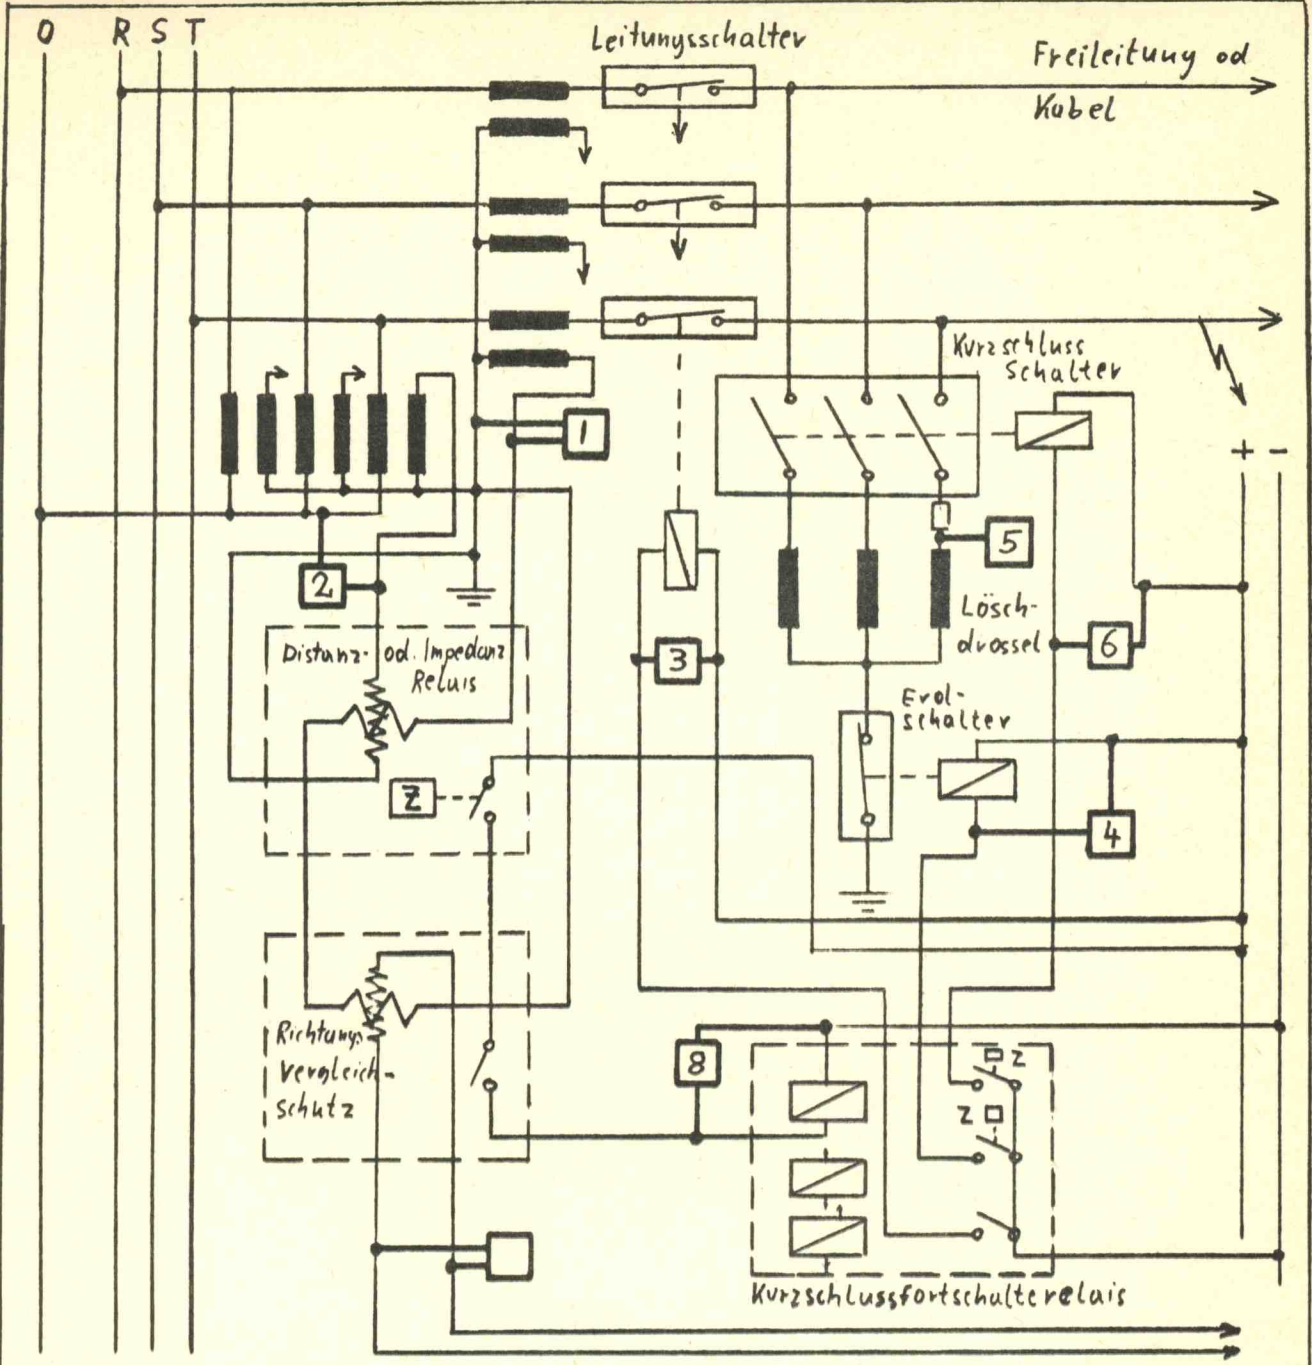 O R S T
Leitungsschalter
Freileitung od
Kabel
Kurzschluss
Schalter
1
+ -
5
2
Lösch-
drossel
3
6
Distanz- od. Impedanz
Relais
Erd-
schalter
Z
4
Richtungs-
vergleich-
schutz
8
Z
Z
Kurzschlussfortschalterelais